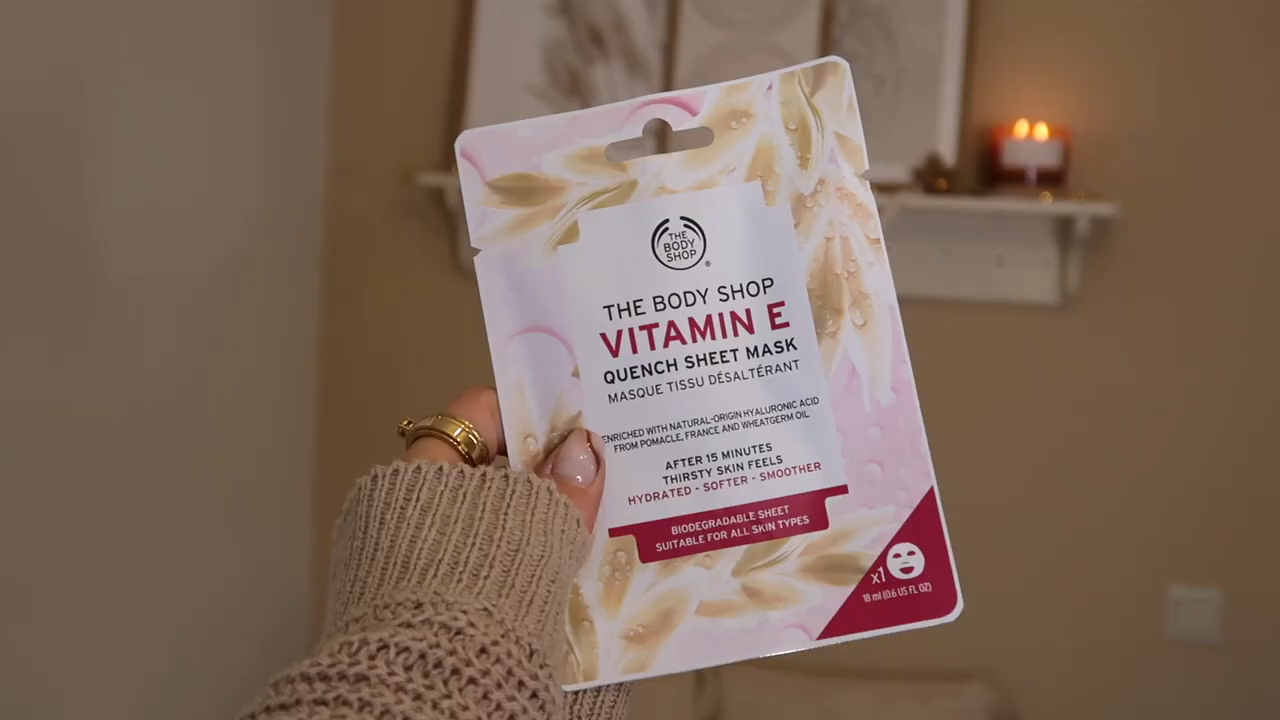 THE
BODY
SHOP
®
THE BODY SHOP
VITAMIN E
QUENCH SHEET MASK
MASQUE TISSU DÉSALTÉRANT
ENRICHED WITH NATURAL-ORIGIN HYALURONIC ACID
FROM POMACLE, FRANCE AND WHEATGERM OIL
AFTER 15 MINUTES
THIRSTY SKIN FEELS
HYDRATED - SOFTER - SMOOTHER
BIODEGRADABLE SHEET
SUITABLE FOR ALL SKIN TYPES
x1
18 ml (0.6 US FL OZ)